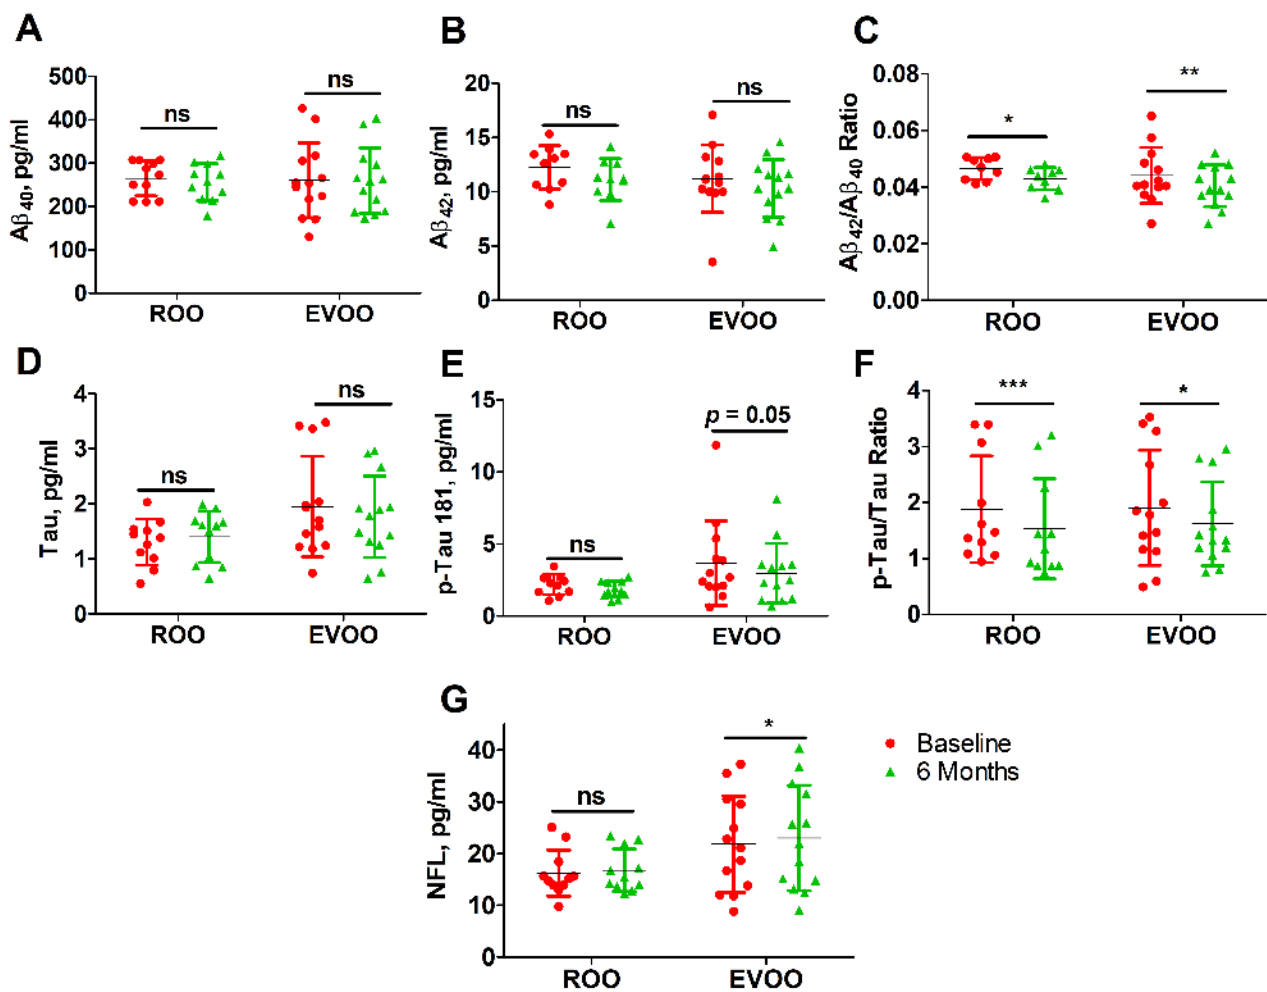 A
Aβ40, pg/ml
500
400
300
200
100
0
ns
ns
ROO
EVOO
B
Aβ42, pg/ml
20
15
10
5
0
ns
ns
ROO
EVOO
C
Aβ42/Aβ40 Ratio
0.08
0.06
0.04
0.02
0.00
*
**
ROO
EVOO
D
Tau, pg/ml
4
3
2
1
0
ns
ns
ROO
EVOO
E
p-Tau 181, pg/ml
15
10
5
0
ns
p = 0.05
ROO
EVOO
F
p-Tau/Tau Ratio
4
3
2
1
0
***
*
ROO
EVOO
G
NFL, pg/ml
40
30
20
10
0
ns
*
ROO
EVOO
Baseline
6 Months